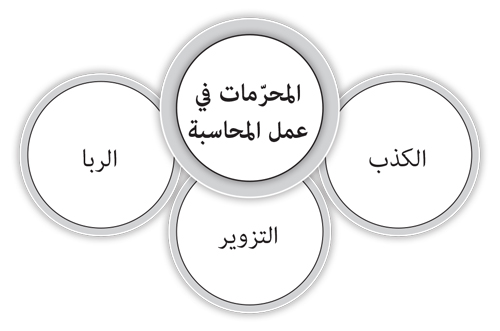 المحرّمات في
عمل المحاسبة
الكذب
التزوير
الربا